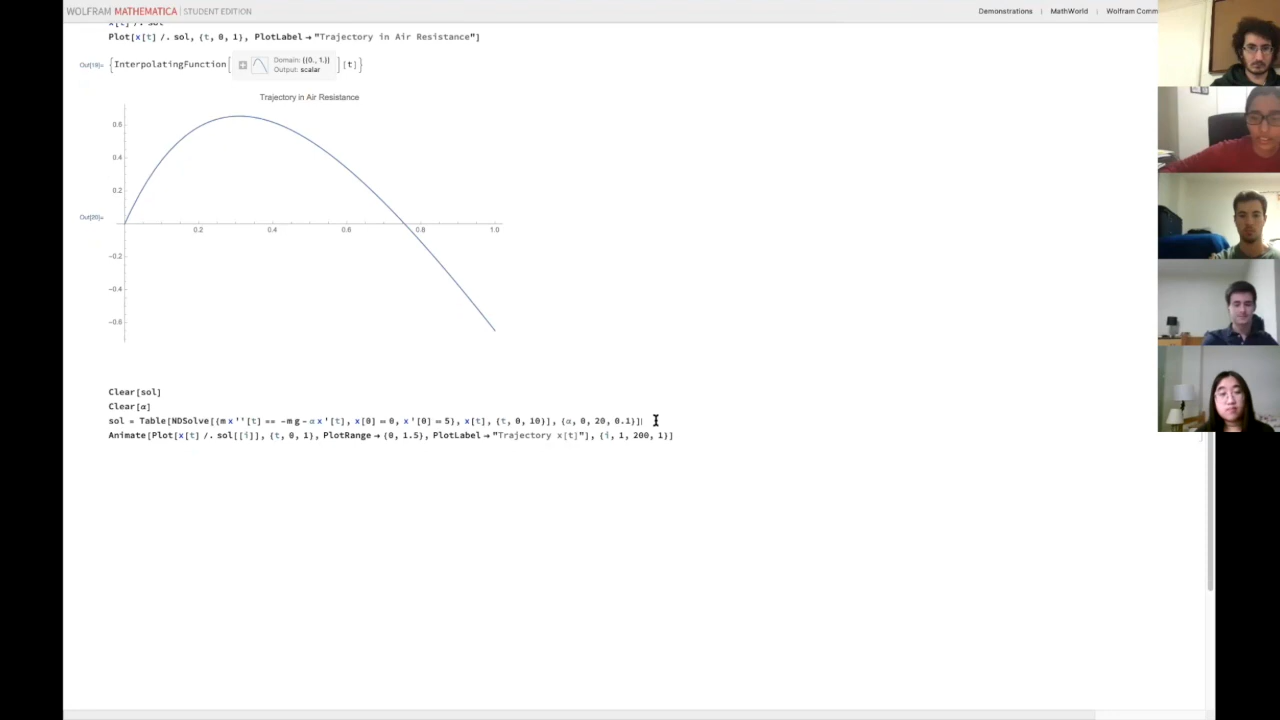 WOLFRAM MATHEMATICA | STUDENT EDITION
Demonstrations | MathWorld | Wolfram Comm
x[t] /. sol
Plot[x[t] /. sol, {t, 0, 1}, PlotLabel → "Trajectory in Air Resistance"]
Out[19]= {InterpolatingFunction[ Domain: {{0., 1.}} Output: scalar ][t]}
Trajectory in Air Resistance
0.6
0.4
0.2
Out[20]=
0.2 0.4 0.6 0.8 1.0
-0.2
-0.4
-0.6
Clear[sol]
Clear[α]
sol = Table[NDSolve[{m x''[t] == -m g - α x'[t], x[0] = 0, x'[0] = 5}, x[t], {t, 0, 10}], {α, 0, 20, 0.1}]
Animate[Plot[x[t] /. sol[[i]], {t, 0, 1}, PlotRange → {0, 1.5}, PlotLabel → "Trajectory x[t]"], {i, 1, 200, 1}]